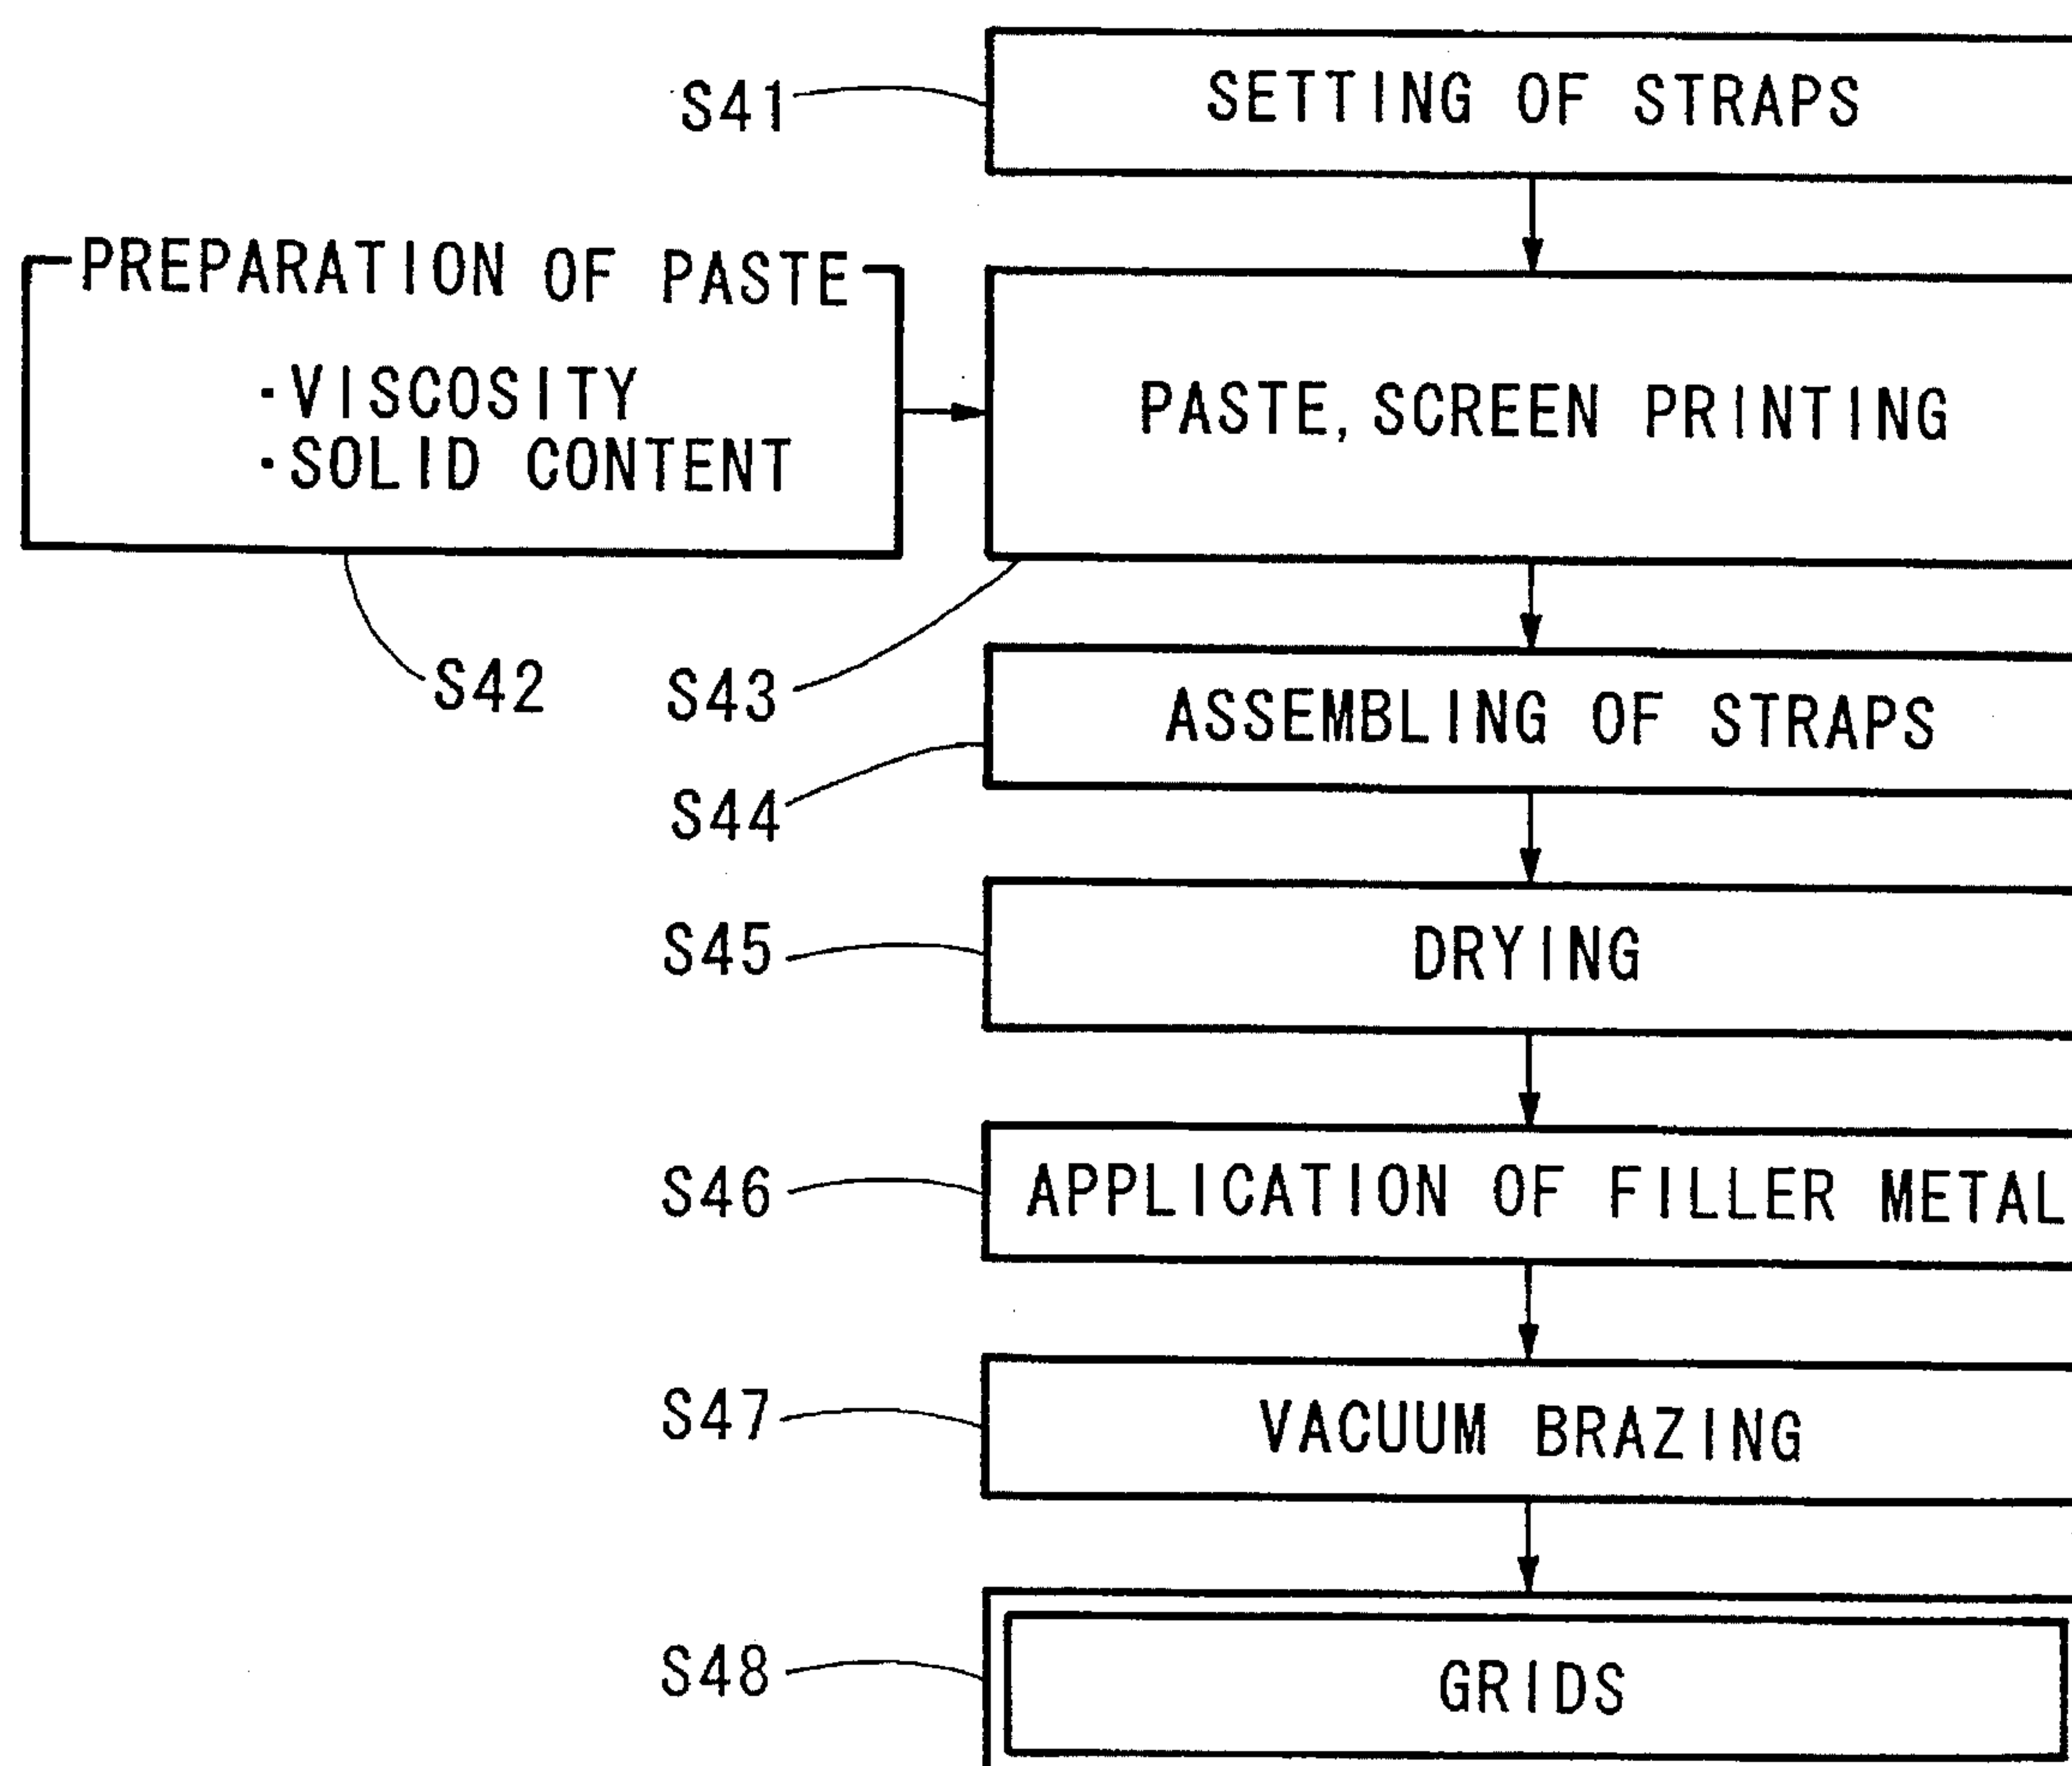 S41
SETTING OF STRAPS
PREPARATION OF PASTE
·VISCOSITY
·SOLID CONTENT
S42
PASTE, SCREEN PRINTING
S43
ASSEMBLING OF STRAPS
S44
S45
DRYING
S46
APPLICATION OF FILLER METAL
S47
VACUUM BRAZING
S48
GRIDS